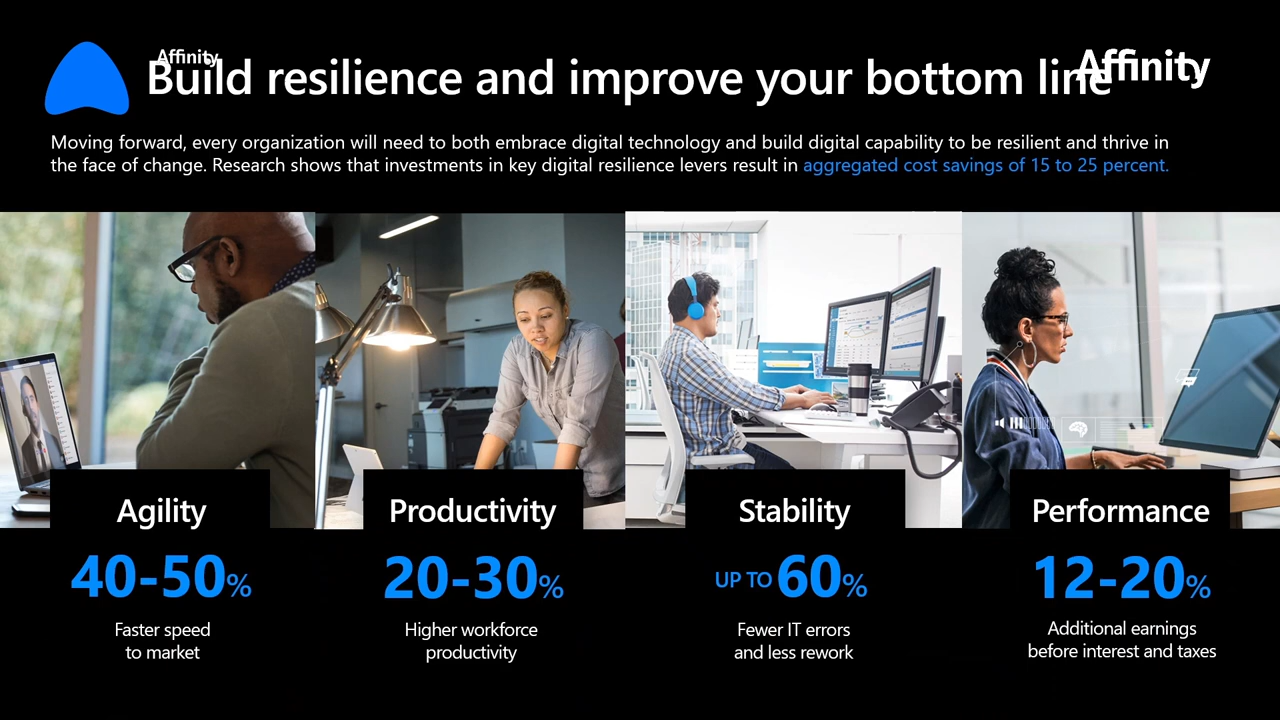 Affinity
Build resilience and improve your bottom line
Affinity
Moving forward, every organization will need to both embrace digital technology and build digital capability to be resilient and thrive in
the face of change. Research shows that investments in key digital resilience levers result in aggregated cost savings of 15 to 25 percent.
Agility
Productivity
Stability
Performance
40-50%
20-30%
UP TO 60%
12-20%
Faster speed
to market
Higher workforce
productivity
Fewer IT errors
and less rework
Additional earnings
before interest and taxes